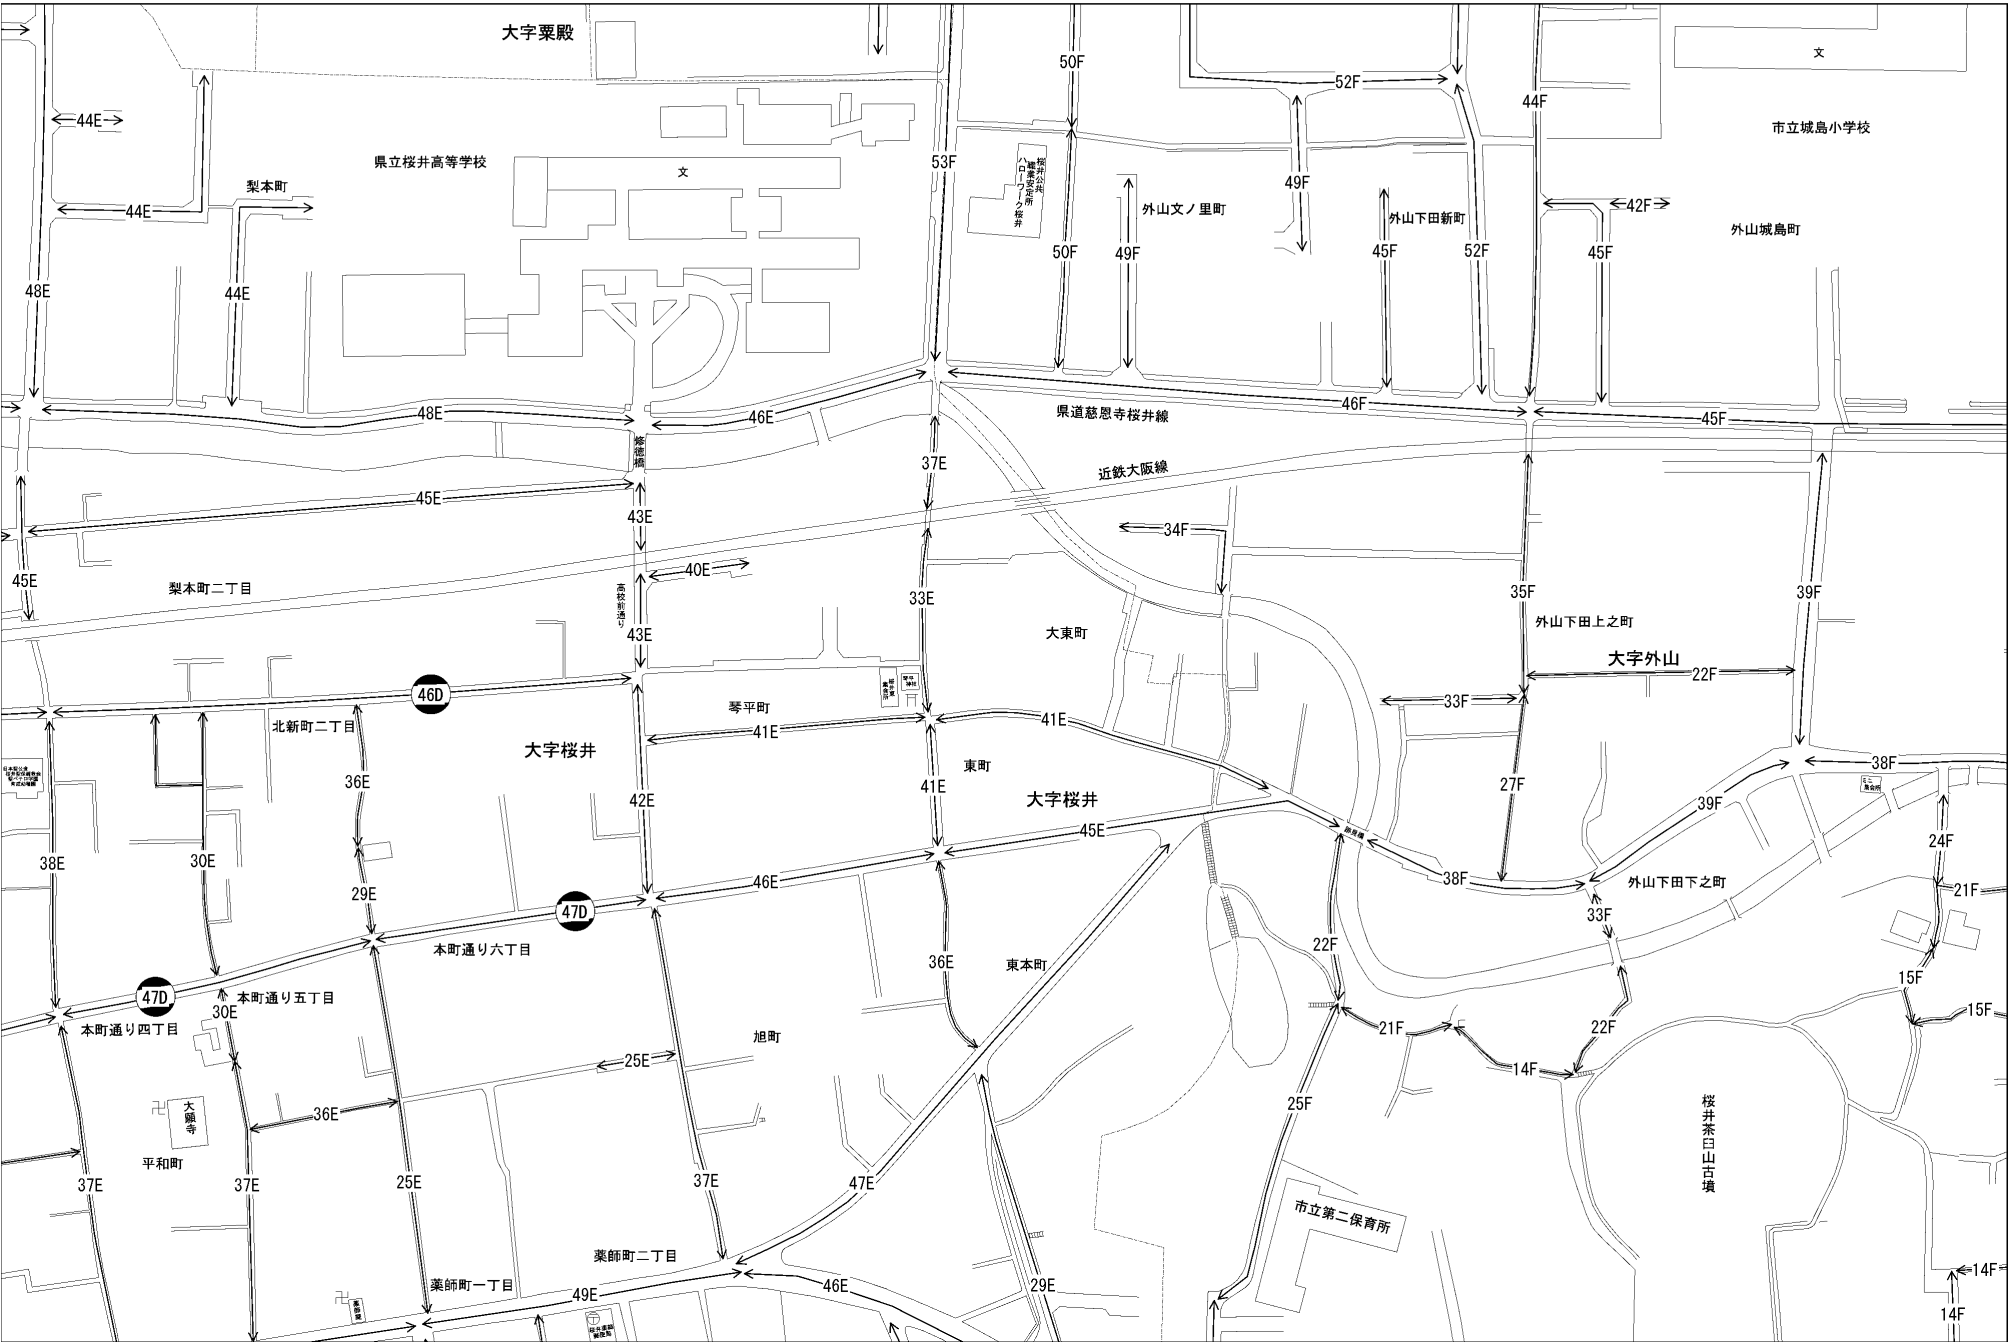 大字粟殿
50F
52F
文
44F
44E
市立城島小学校
県立桜井高等学校
53F
桜井公共
職業安定所
ハローワーク桜井
文
梨本町
49F
44E
外山文ノ里町
外山下田新町
42F
外山城島町
50F
49F
45F
52F
45F
48E
44E
48E
46E
46F
県道慈恩寺桜井線
45F
修徳橋
37E
近鉄大阪線
45E
43E
34F
45E
40E
梨本町二丁目
高校前通り
33E
35F
39F
43E
大東町
外山下田上之町
大字外山
22F
46D
桜井東
集会所
琴平
神社
33F
琴平町
41E
41E
北新町二丁目
大字桜井
東町
38F
36E
41E
27F
42E
大字桜井
39F
45E
跡見橋
38E
30E
24F
46E
38F
外山下田下之町
21F
29E
47D
33F
本町通り六丁目
22F
36E
東本町
15F
47D
本町通り五丁目
30E
15F
本町通り四丁目
21F
22F
旭町
25E
14F
36E
25F
大願寺
桜井茶臼山古墳
平和町
37E
37E
25E
37E
47E
市立第二保育所
薬師町二丁目
14F
薬師町一丁目
46E
29E
49E
14F